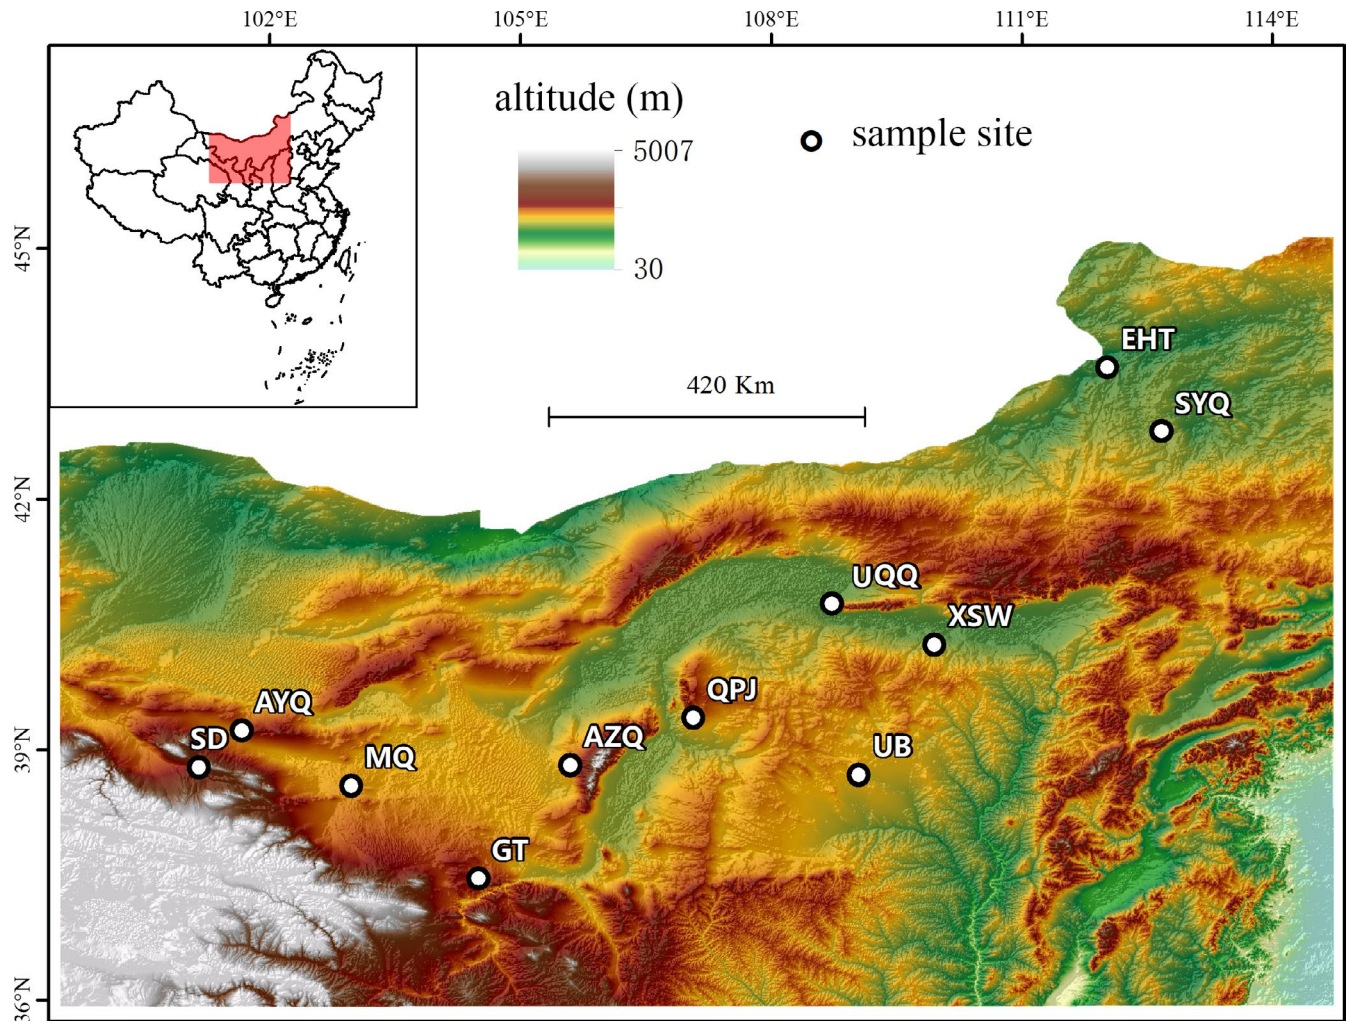 102°E 105°E 108°E 111°E 114°E
altitude (m)
5007
30
sample site
45°N
42°N
39°N
36°N
420 Km
EHT
SYQ
UQQ
XSW
QPJ
AYQ
SD
MQ
AZQ
UB
GT